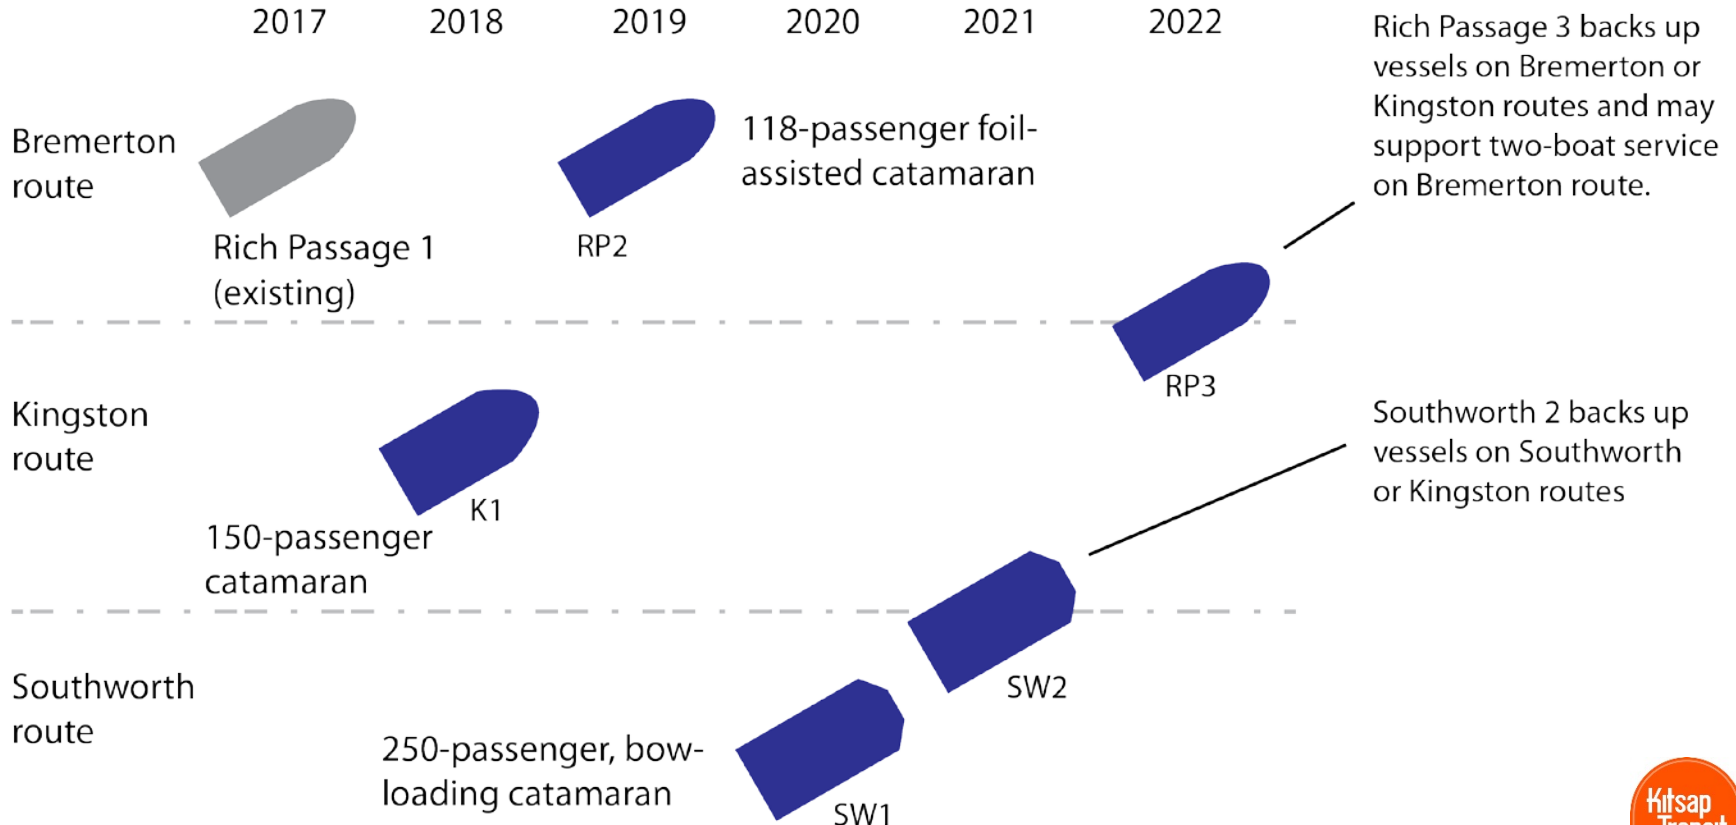 2017 2018 2019 2020 2021 2022
Bremerton
route
Rich Passage 1
(existing)
RP2
118-passenger foil-
assisted catamaran
Rich Passage 3 backs up
vessels on Bremerton or
Kingston routes and may
support two-boat service
on Bremerton route.
RP3
Kingston
route
K1
150-passenger
catamaran
Southworth 2 backs up
vessels on Southworth
or Kingston routes
SW2
Southworth
route
250-passenger, bow-
loading catamaran
SW1
Kitsap
Transit